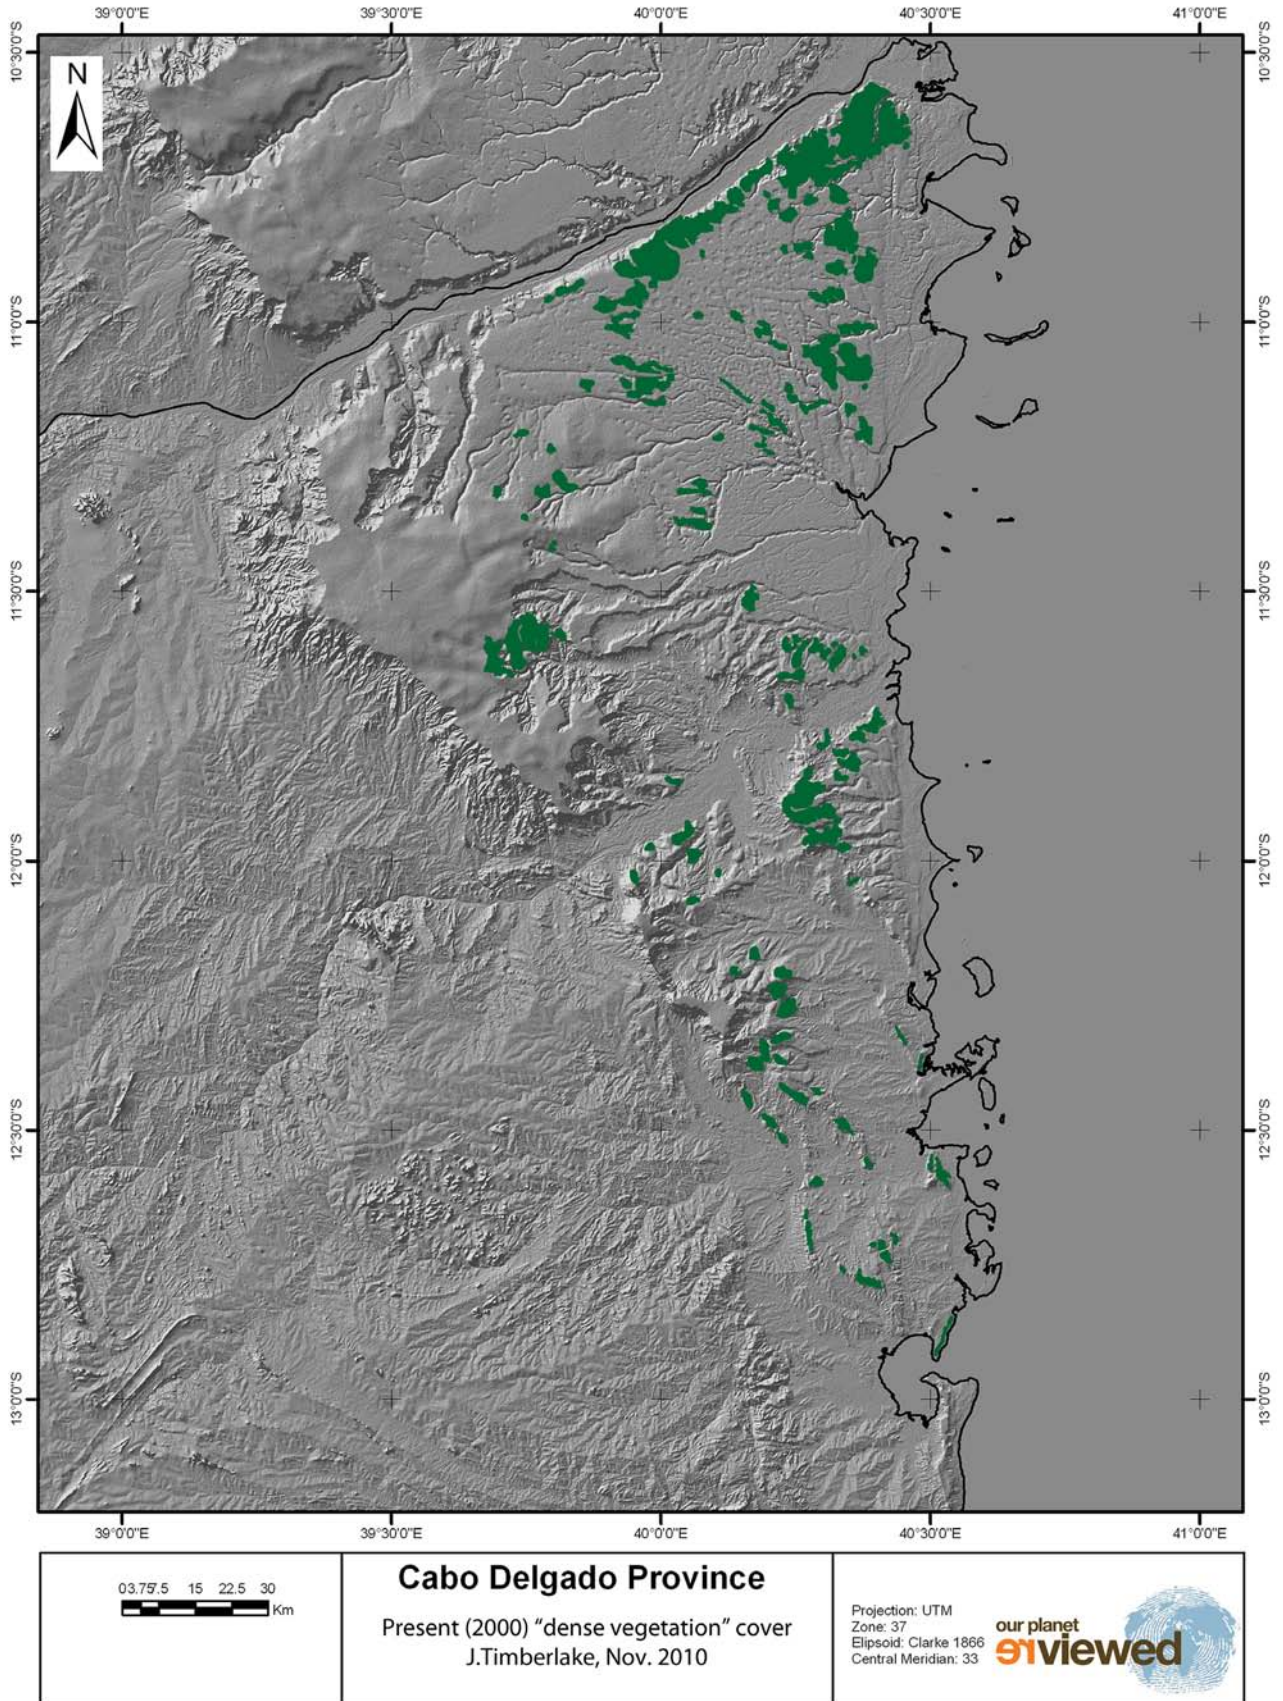 39°0'0"E 39°30'0"E 40°0'0"E 40°30'0"E 41°0'0"E
10°30'0"S 10°30'0"S
N
11°0'0"S 11°0'0"S
11°30'0"S 11°30'0"S
12°0'0"S 12°0'0"S
12°30'0"S 12°30'0"S
13°0'0"S 13°0'0"S
39°0'0"E 39°30'0"E 40°0'0"E 40°30'0"E 41°0'0"E
03.757.5 15 22.5 30
Km
Cabo Delgado Province
Present (2000) "dense vegetation" cover
J.Timberlake, Nov. 2010
Projection: UTM
Zone: 37
Elipsoid: Clarke 1866
Central Meridian: 33
our planet
reviewed